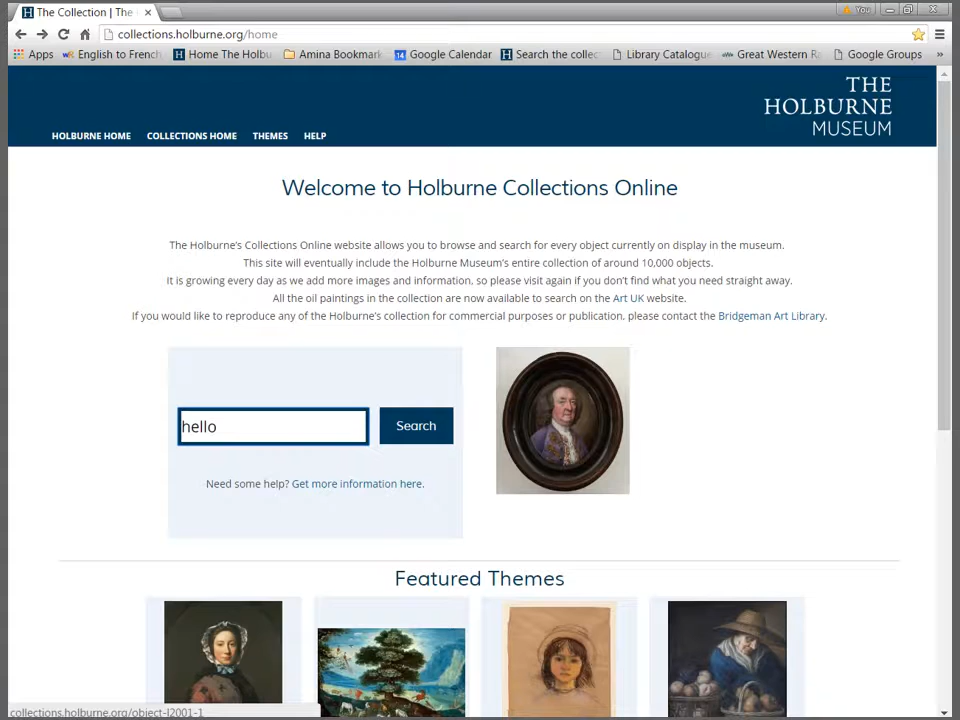 The Collection | The
You
collections.holburne.org/home
Apps English to French Home The Holbu Amina Bookmark Google Calendar Search the collec Library Catalogue Great Western Ra Google Groups »
THE
HOLBURNE
MUSEUM
HOLBURNE HOME COLLECTIONS HOME THEMES HELP
Welcome to Holburne Collections Online
The Holburne's Collections Online website allows you to browse and search for every object currently on display in the museum.
This site will eventually include the Holburne Museum's entire collection of around 10,000 objects.
It is growing every day as we add more images and information, so please visit again if you don't find what you need straight away.
All the oil paintings in the collection are now available to search on the Art UK website.
If you would like to reproduce any of the Holburne's collection for commercial purposes or publication, please contact the Bridgeman Art Library.
hello Search
Need some help? Get more information here.
Featured Themes
collections.holburne.org/object-l2001-1